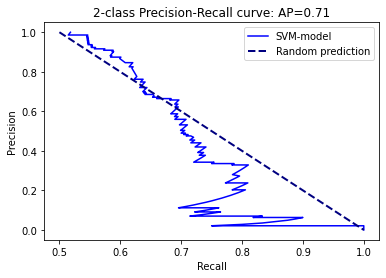 2-class Precision-Recall curve: AP=0.71
SVM-model
Random prediction
Precision
1.0
0.8
0.6
0.4
0.2
0.0
0.5 0.6 0.7 0.8 0.9 1.0
Recall